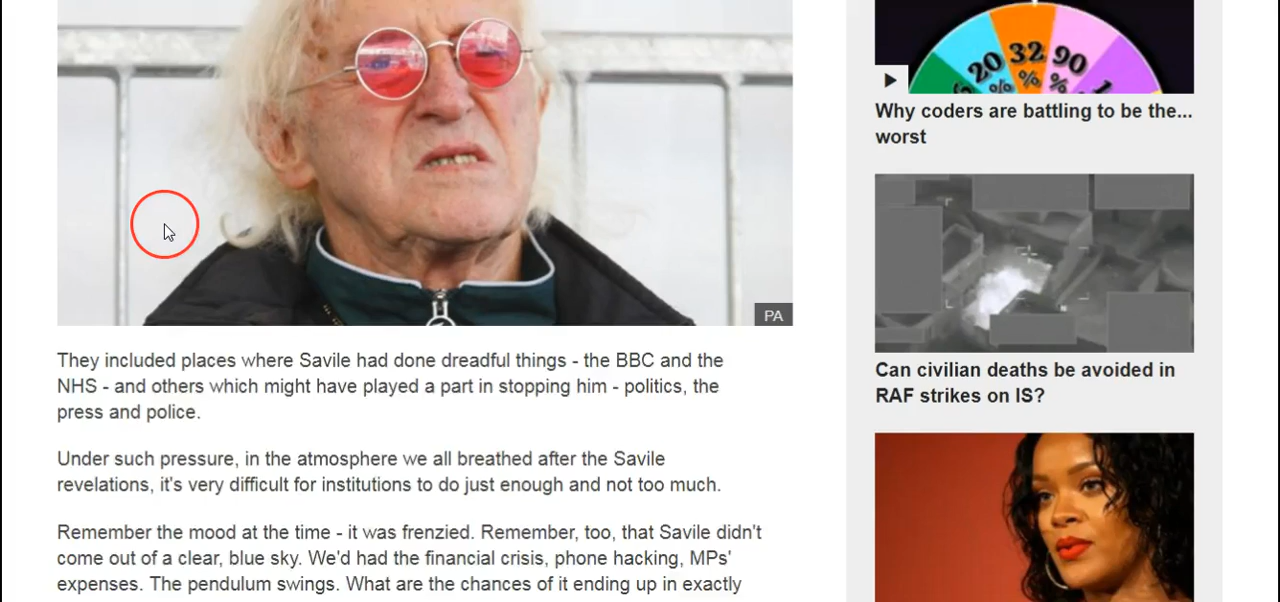 20
32
90
%
%
%
Why coders are battling to be the...
worst
PA
They included places where Savile had done dreadful things - the BBC and the
NHS - and others which might have played a part in stopping him - politics, the
press and police.
Under such pressure, in the atmosphere we all breathed after the Savile
revelations, it's very difficult for institutions to do just enough and not too much.
Remember the mood at the time - it was frenzied. Remember, too, that Savile didn't
come out of a clear, blue sky. We'd had the financial crisis, phone hacking, MPs'
expenses. The pendulum swings. What are the chances of it ending up in exactly
Can civilian deaths be avoided in
RAF strikes on IS?